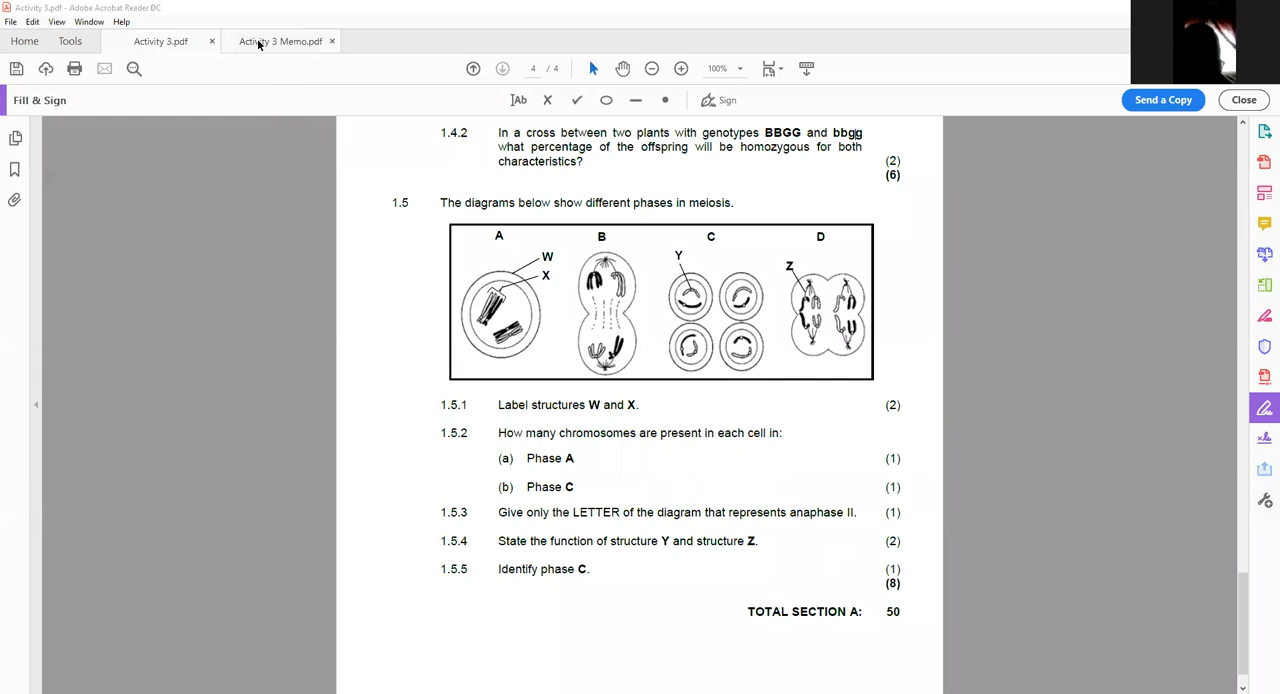 Activity 3.pdf - Adobe Acrobat Reader DC
File Edit View Window Help
Home Tools Activity 3.pdf × Activity 3 Memo.pdf ×
4 / 4 100%
Fill & Sign Ab Sign Send a Copy Close
1.4.2 In a cross between two plants with genotypes BBGG and bbgg
what percentage of the offspring will be homozygous for both
characteristics? (2)
(6)
1.5 The diagrams below show different phases in meiosis.
A B C D
W
X
Y
Z
1.5.1 Label structures W and X. (2)
1.5.2 How many chromosomes are present in each cell in:
(a) Phase A (1)
(b) Phase C (1)
1.5.3 Give only the LETTER of the diagram that represents anaphase II. (1)
1.5.4 State the function of structure Y and structure Z. (2)
1.5.5 Identify phase C. (1)
(8)
TOTAL SECTION A: 50